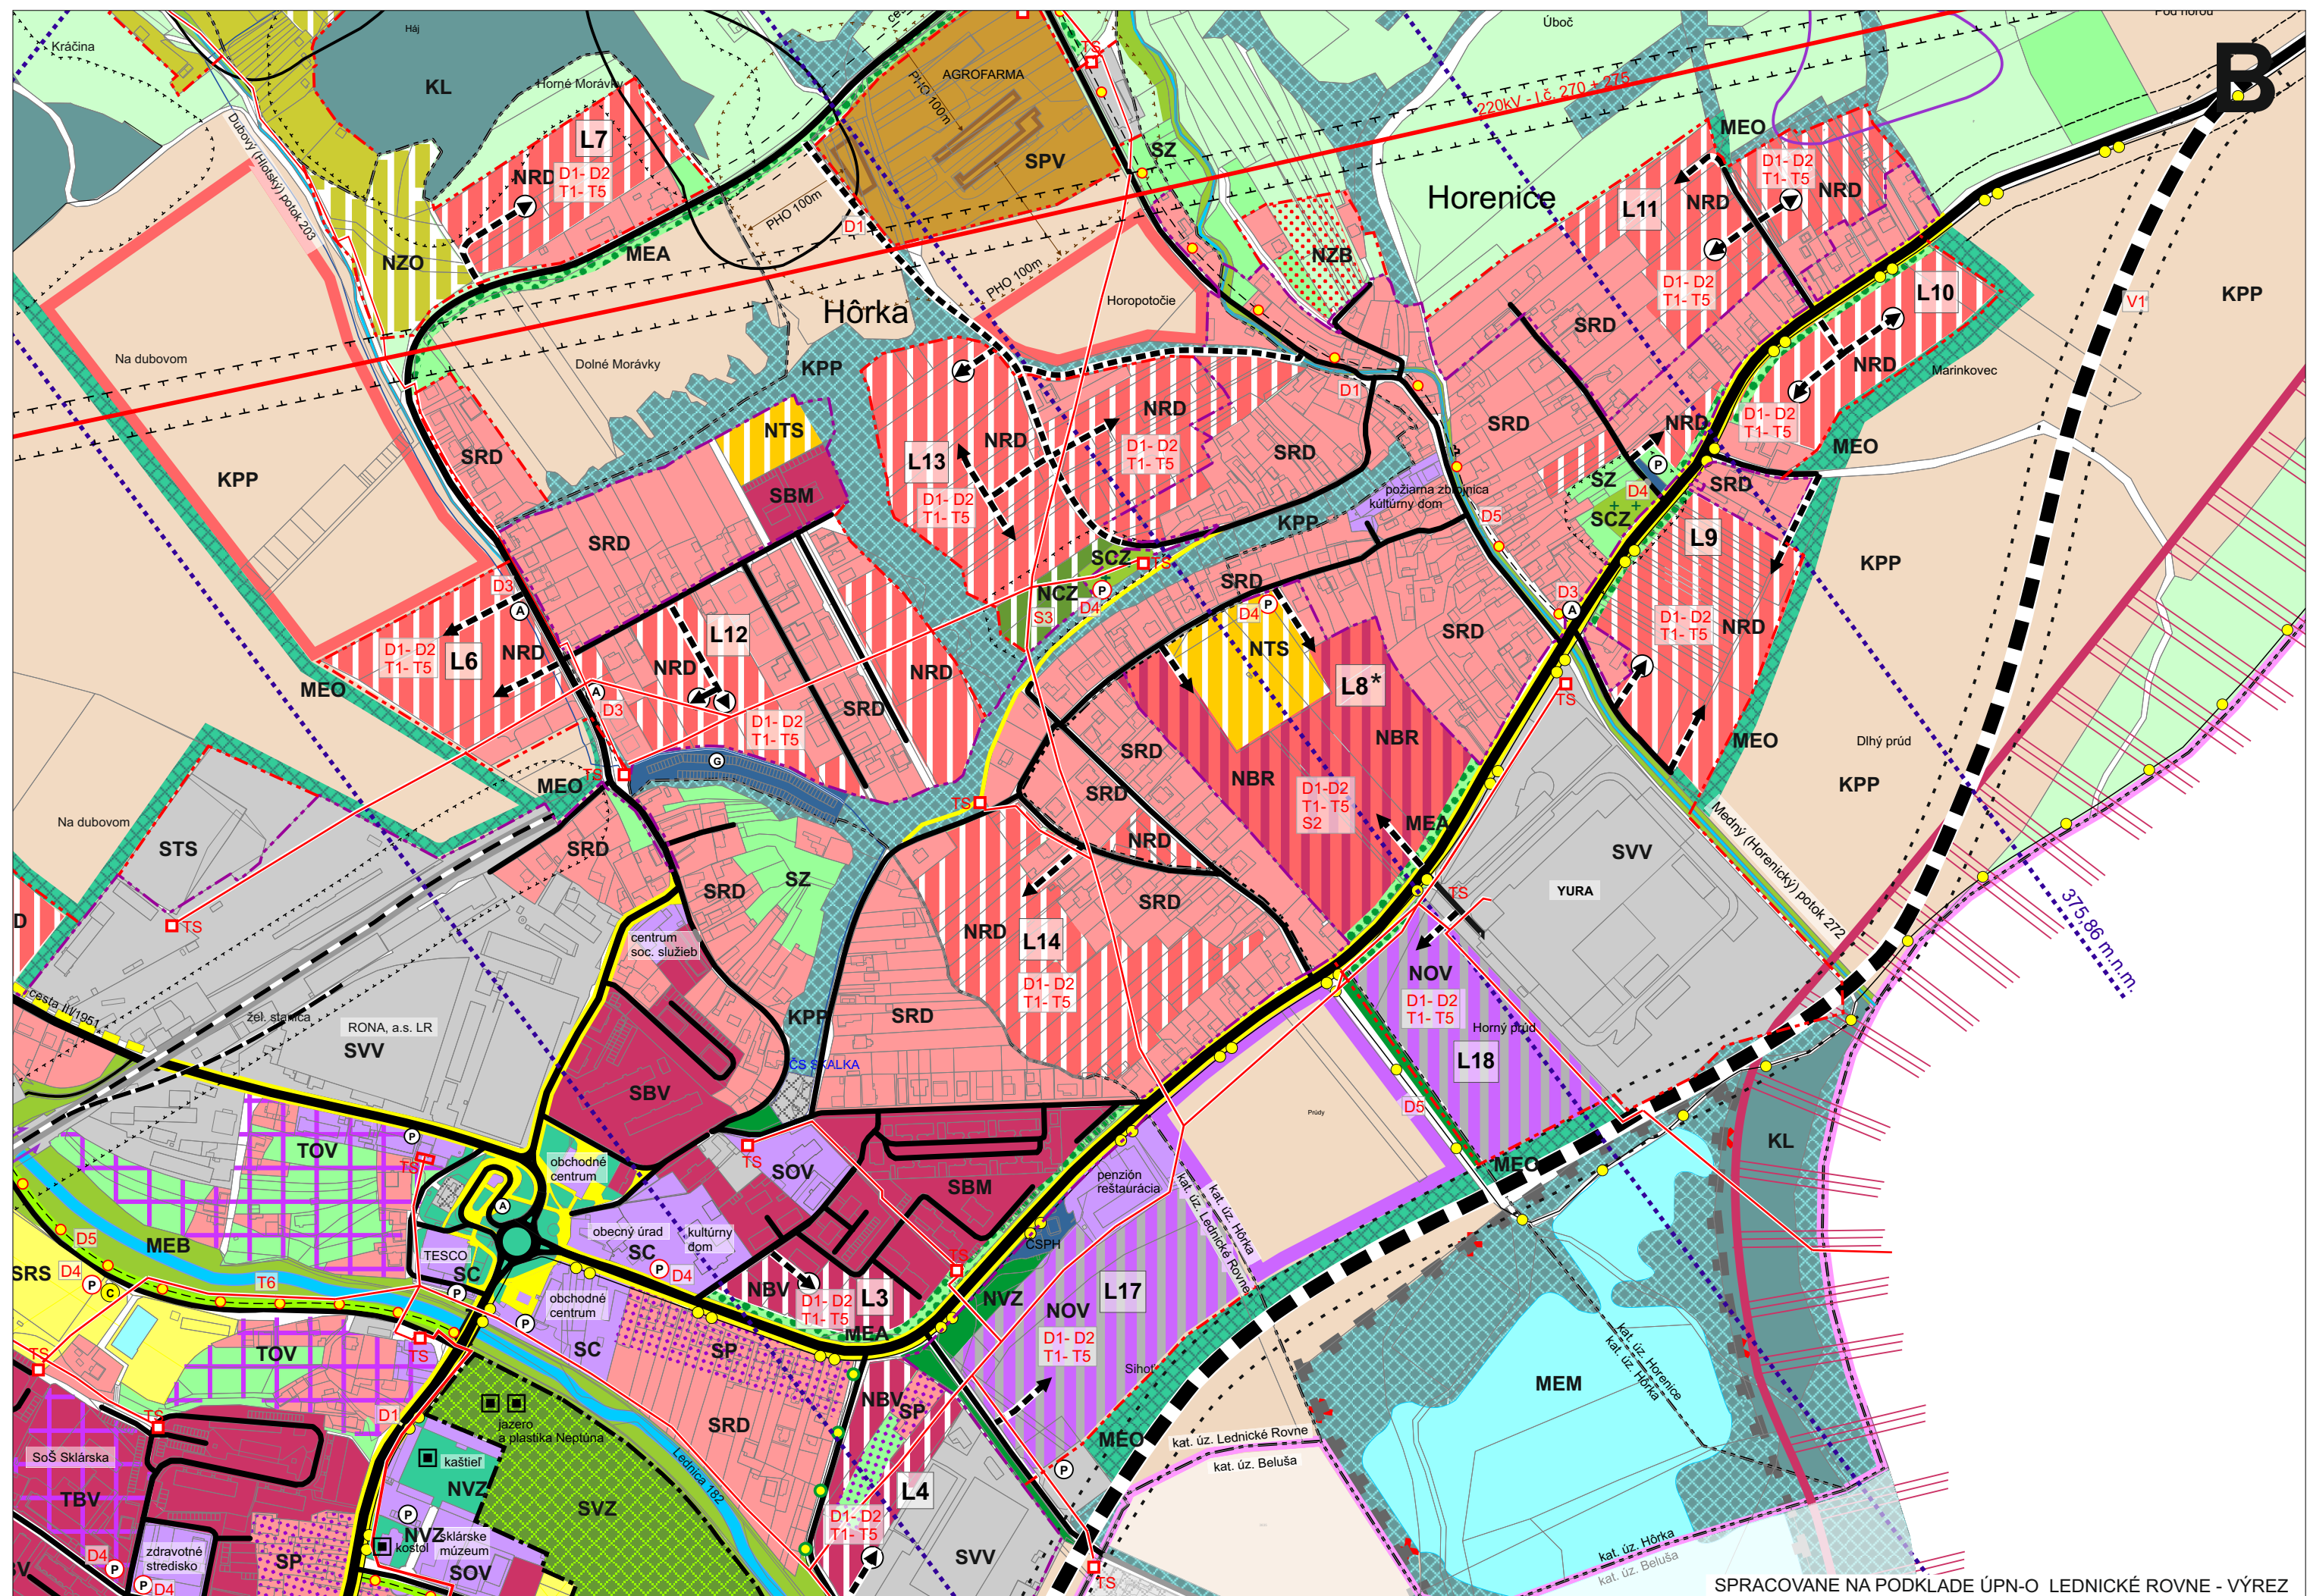 Kráčina
Háj
KL
Horné Morávky
L7
NRD
D1- D2
T1- T5
NZO
MEA
Dubový (Hlotský) potok 203
AGROFARMA
PHO 100m
SPV
PHO 100m
D1
PHO 100m
TS
SZ
Úboč
220kV - l.č. 270 + 275
Pod horou
B
MEO
Horenice
NZB
L11
NRD
D1- D2
T1- T5
NRD
D1- D2
T1- T5
L10
NRD
D1- D2
T1- T5
Marinkovec
MEO
V1
KPP
Na dubovom
KPP
Dolné Morávky
Hôrka
KPP
Horopotočie
SRD
NTS
SBM
SRD
L13
NRD
D1- D2
T1- T5
NRD
D1- D2
T1- T5
SRD
D1
SRD
SRD
NRD
P
SZ
D4
SCZ
SRD
požiarna zbrojnica
kúltúrny dom
KPP
D5
L9
D1- D2
T1- T5
NRD
KPP
MEO
Dlhý prúd
KPP
D3
A
D1- D2
T1- T5
L6
NRD
MEO
L12
NRD
D1- D2
T1- T5
A
D3
SRD
NRD
SCZ
TS
NCZ
P
D4
S3
SRD
P
D4
NTS
SRD
L8*
NBR
NBR
D1-D2
T1- T5
S2
MEA
D3
A
TS
SVV
YURA
Medný (Horenický) potok 272
375,86 m.n.m.
MEO
TS
G
TS
Na dubovom
STS
TS
D
SRD
SRD
SZ
SRD
SRD
NRD
SRD
NRD
L14
D1- D2
T1- T5
SRD
TS
NOV
D1- D2
T1- T5
Horný prúd
L18
D5
cesta III/1951
žel. stanica
RONA, a.s. LR
SVV
centrum
soc. služieb
KPP
ČS SKALKA
SBV
TOV
P
TS
obchodné
centrum
A
TESCO
SC
P
obecný úrad
SC
kultúrny
dom
P
D4
TS
SOV
SBM
TS
penzión
reštaurácia
ČSPH
Prúdy
kat. úz. Hôrka
kat. úz. Lednické Rovne
MEO
KL
MEB
D5
D4
P
C
SRS
T6
TOV
TS
P
obchodné
centrum
SC
SP
NBV
D1- D2
T1- T5
L3
MEA
NVZ
NOV
L17
D1- D2
T1- T5
Sihoť
MEO
P
kat. úz. Lednické Rovne
kat. úz. Beluša
MEM
kat. úz. Horenice
kat. úz. Hôrka
TS
TS
D1
SoŠ Sklárska
TBV
jazero
a plastika Neptúna
kaštieľ
NVZ
SVZ
SRD
Lednica 182
NBV
SP
L4
D1- D2
T1- T5
SVV
TS
P
NVZ
kostol
sklárske
múzeum
SOV
SP
zdravotné
stredisko
D4
P
P
D4
kat. úz. Hôrka
kat. úz. Beluša
SPRACOVANE NA PODKLADE ÚPN-O LEDNICKÉ ROVNE - VÝREZ